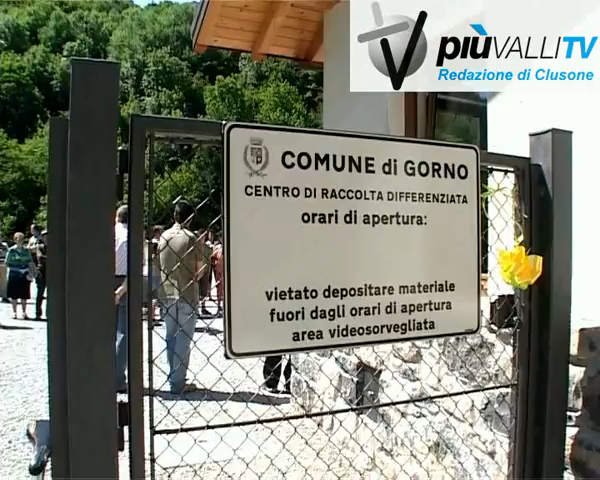 piùVALLITV
Redazione di Clusone
COMUNE di GORNO
CENTRO DI RACCOLTA DIFFERENZIATA
orari di apertura:
vietato depositare materiale
fuori dagli orari di apertura
area videosorvegliata